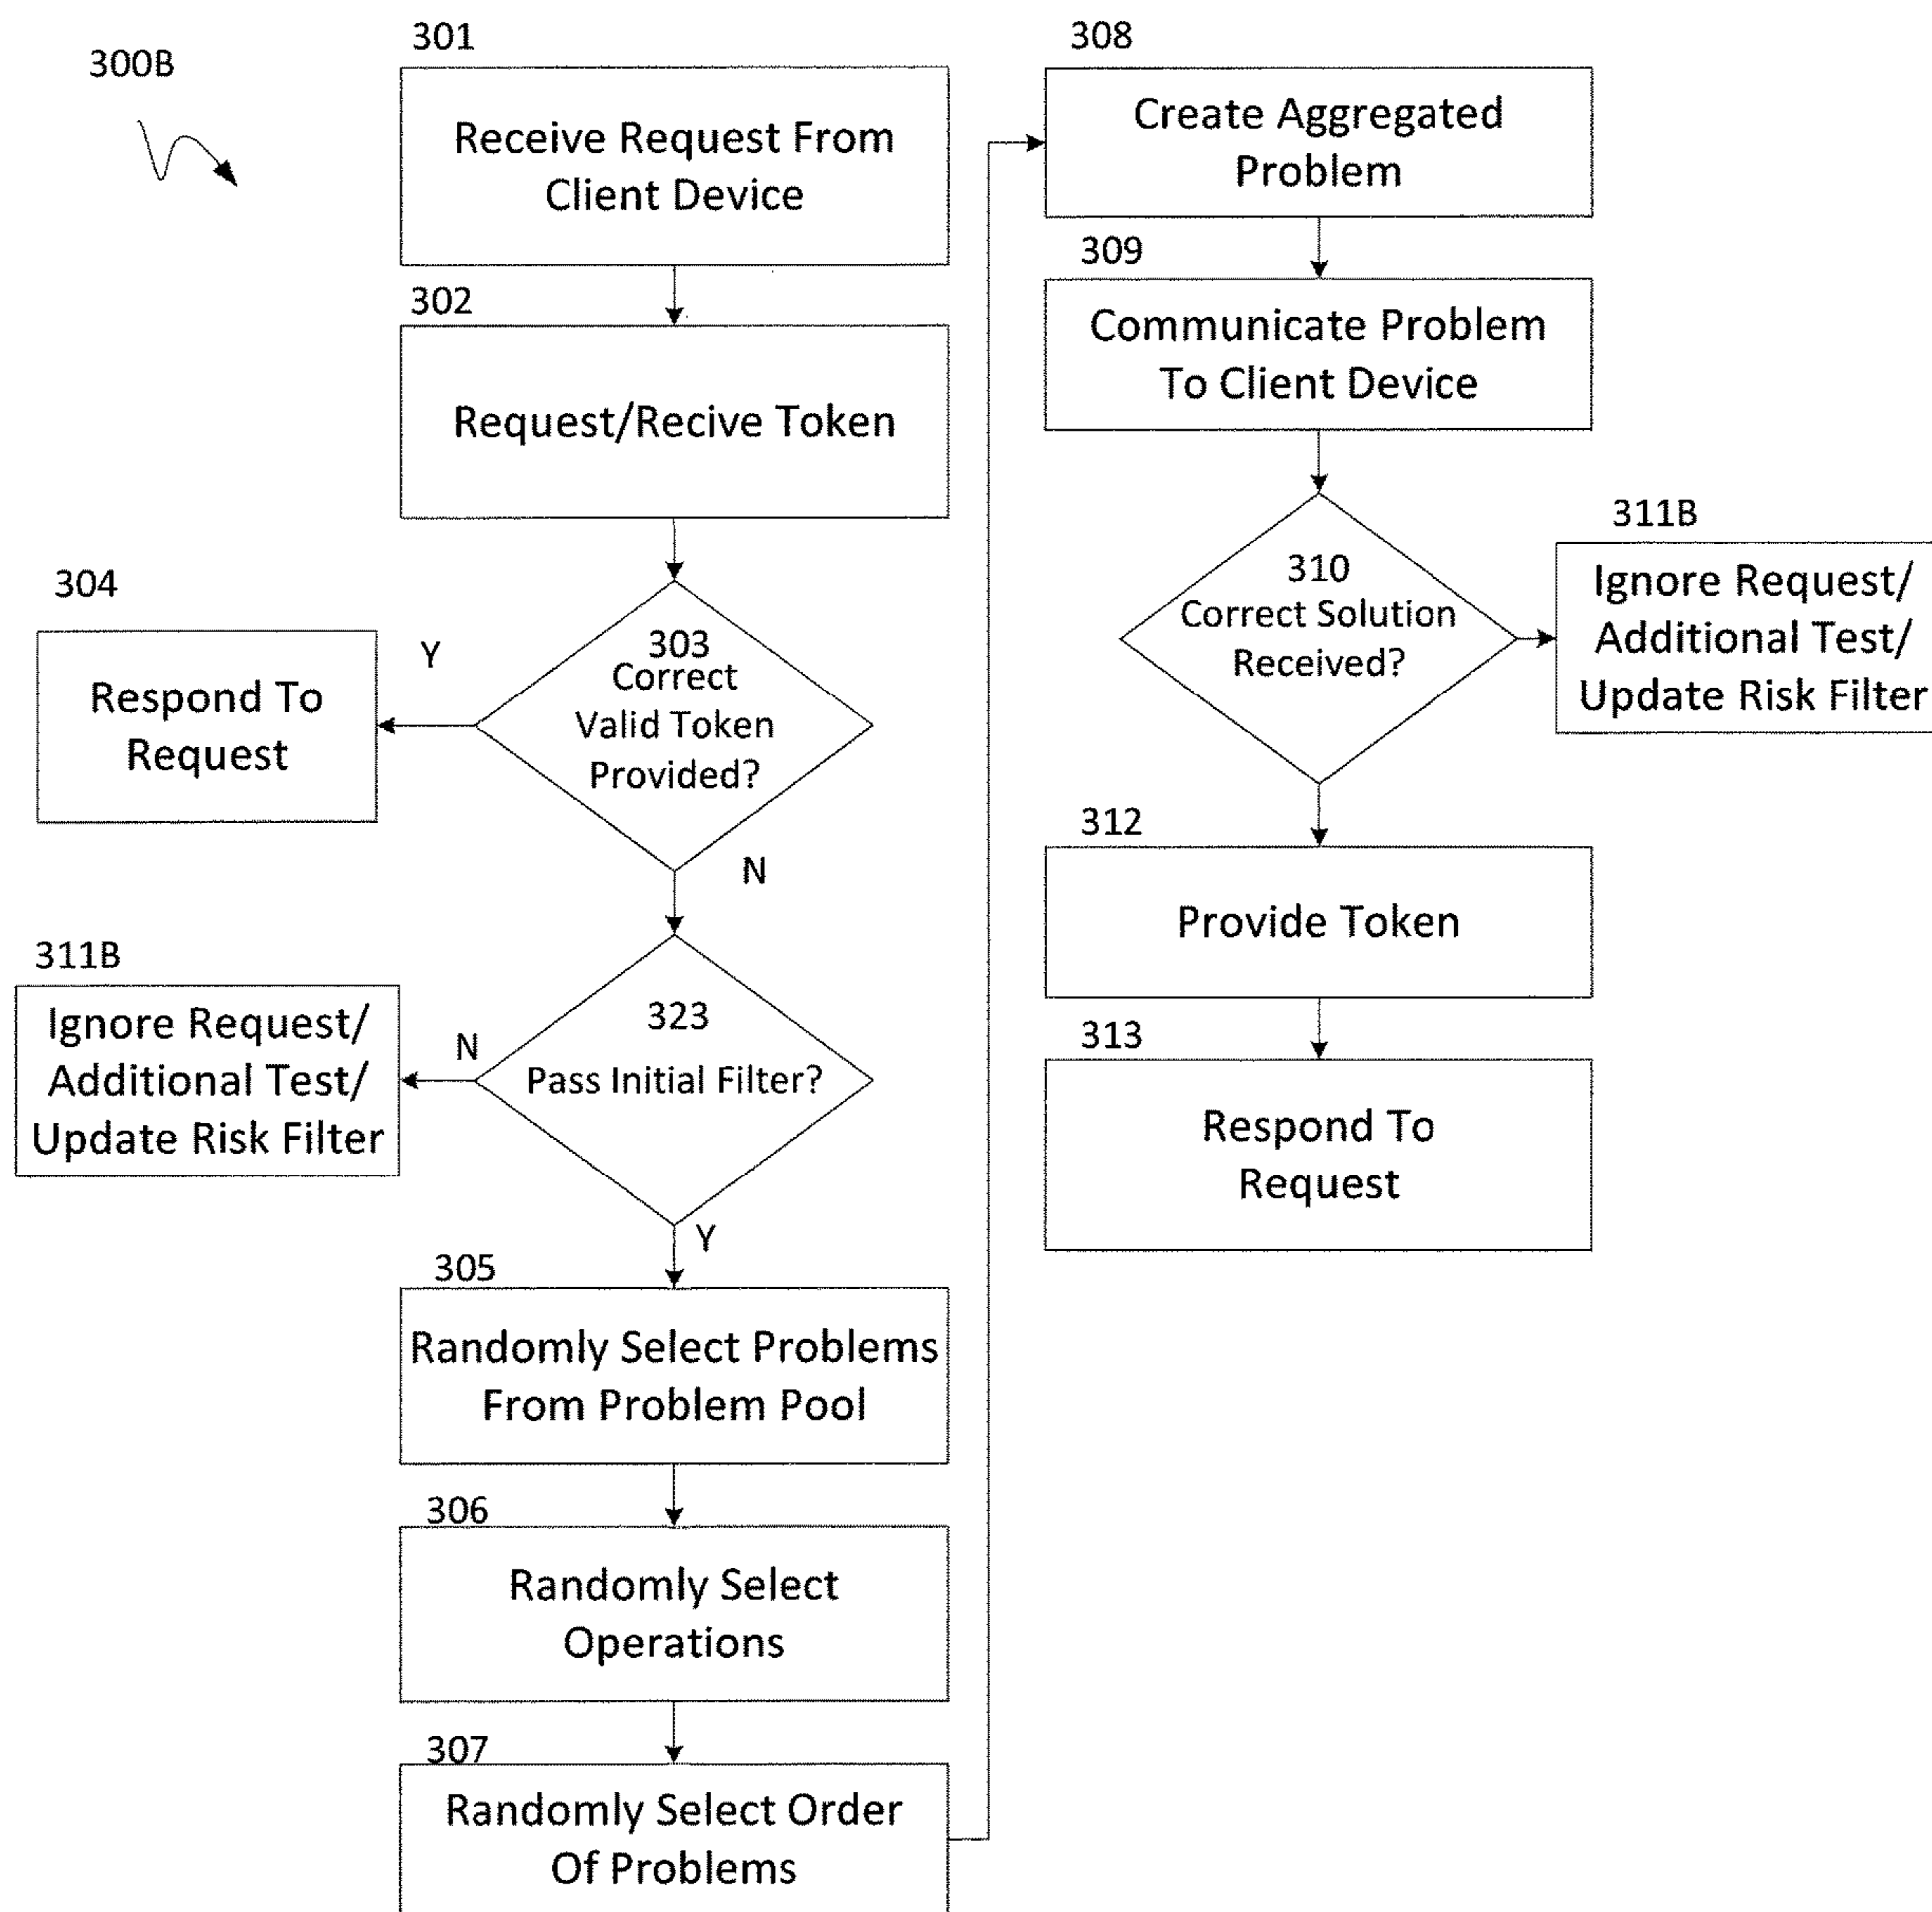 300B
301
Receive Request From
Client Device
302
Request/Recive Token
303
Correct
Valid Token
Provided?
Y
304
Respond To
Request
N
323
Pass Initial Filter?
N
311B
Ignore Request/
Additional Test/
Update Risk Filter
Y
305
Randomly Select Problems
From Problem Pool
306
Randomly Select
Operations
307
Randomly Select Order
Of Problems
308
Create Aggregated
Problem
309
Communicate Problem
To Client Device
310
Correct Solution
Received?
311B
Ignore Request/
Additional Test/
Update Risk Filter
312
Provide Token
313
Respond To
Request